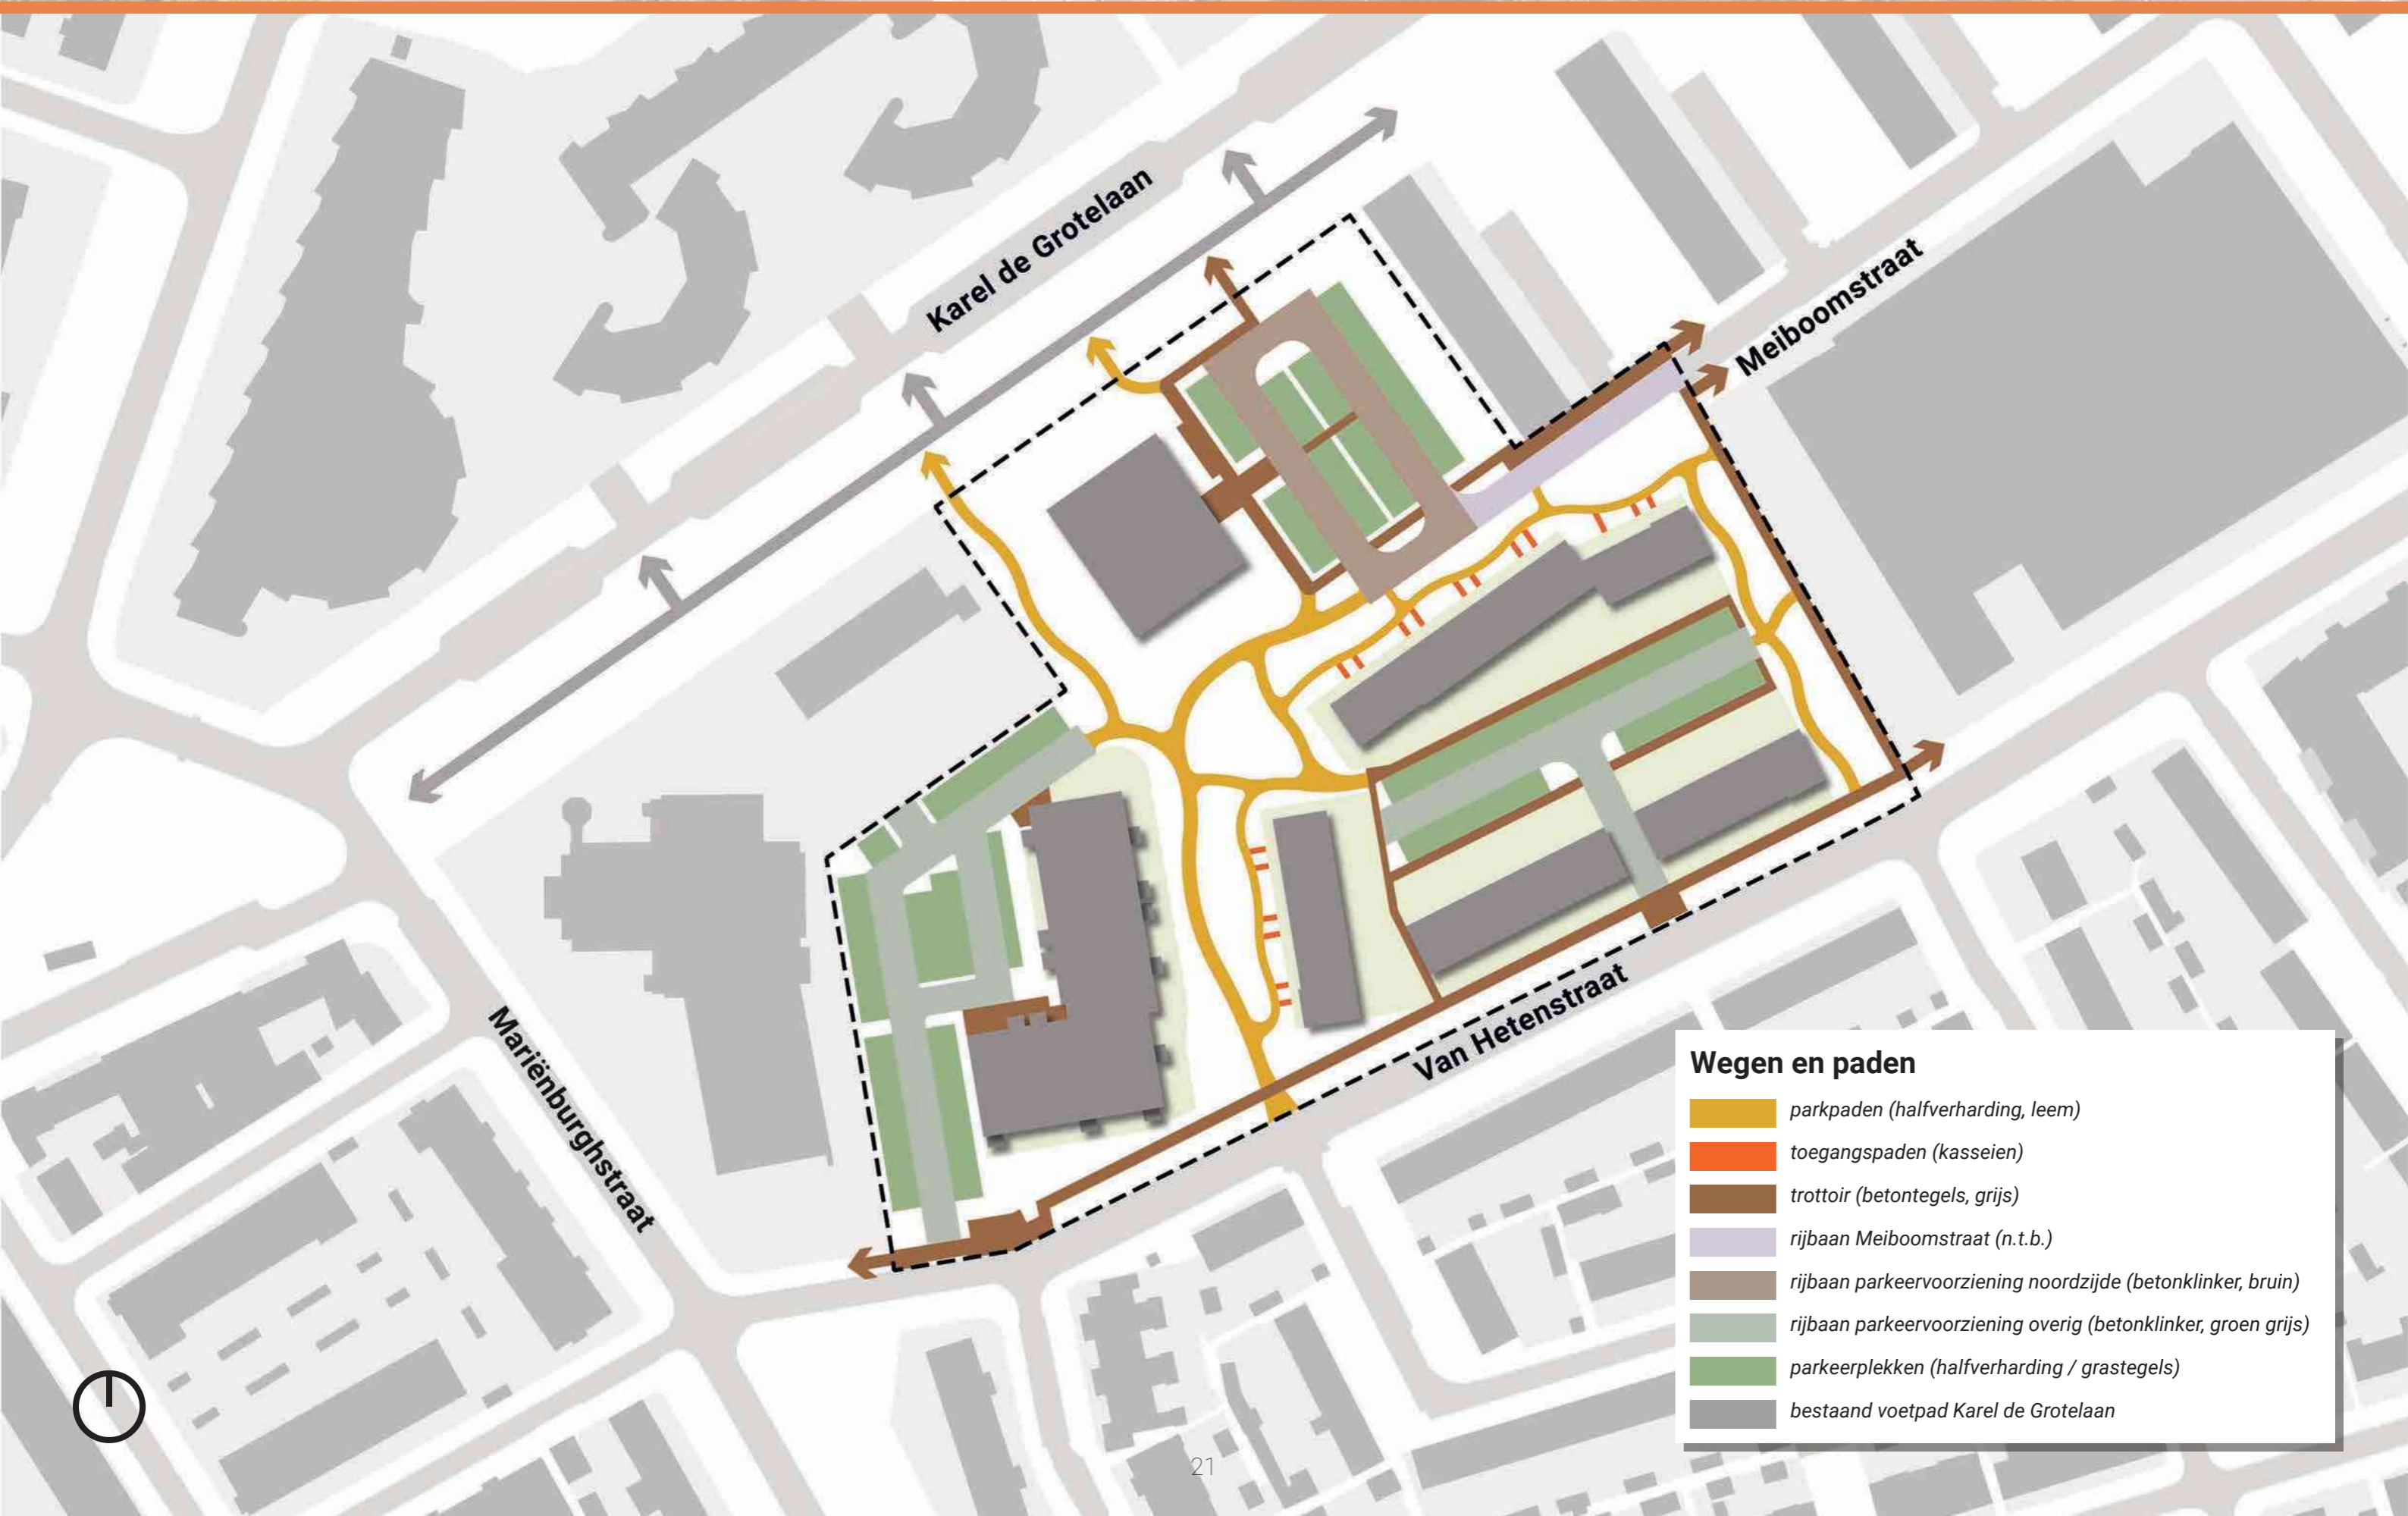 Karel de Grotelaan
Meiboomstraat
Mariënburghstraat
Van Hetenstraat
Wegen en paden
parkpaden (halfverharding, leem)
toegangspaden (kasseien)
trottoir (betontegels, grijs)
rijbaan Meiboomstraat (n.t.b.)
rijbaan parkeervoorziening noordzijde (betonklinker, bruin)
rijbaan parkeervoorziening overig (betonklinker, groen grijs)
parkeerplekken (halfverharding / grastegels)
bestaand voetpad Karel de Grotelaan
21